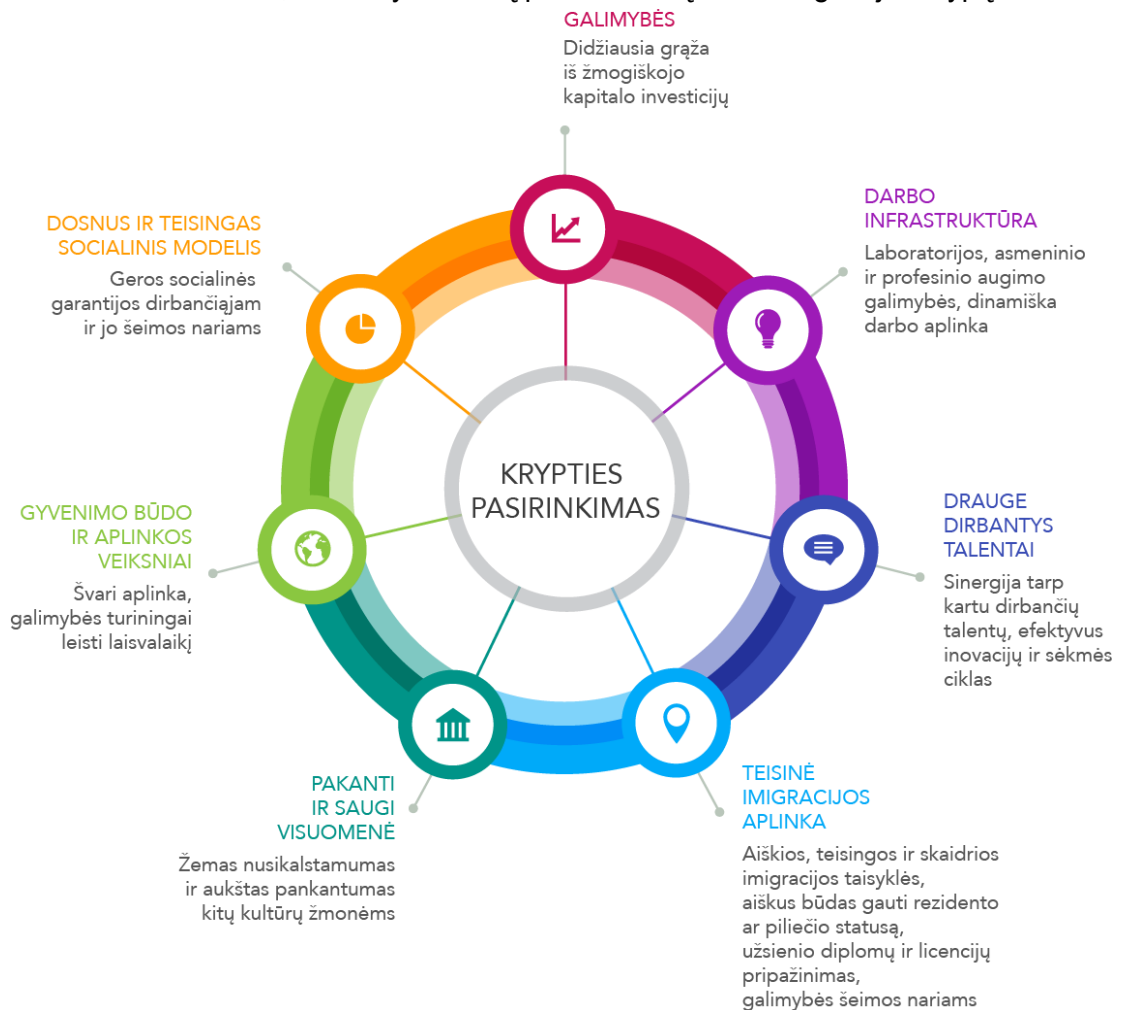 GALIMYBĖS
Didžiausia grąža
iš žmogiškojo
kapitalo investicijų
DARBO
INFRASTRUKTŪRA
Laboratorijos, asmeninio
ir profesinio augimo
galimybės, dinamiška
darbo aplinka
DRAUGE
DIRBANTYS
TALENTAI
Sinergija tarp
kartu dirbančių
talentų, efektyvus
inovacijų ir sėkmės
ciklas
TEISINĖ
IMIGRACIJOS
APLINKA
Aiškios, teisingos ir skaidrios
imigracijos taisyklės,
aiškus būdas gauti rezidento
ar piliečio statusą,
užsienio diplomų ir licencijų
pripažinimas,
galimybės šeimos nariams
PAKANTI
IR SAUGI
VISUOMENĖ
Žemas nusikalstamumas
ir aukštas pankantumas
kitų kultūrų žmonėms
GYVENIMO BŪDO
IR APLINKOS
VEIKSNIAI
Švari aplinka,
galimybės turiningai
leisti laisvalaikį
DOSNUS IR TEISINGAS
SOCIALINIS MODELIS
Geros socialinės
garantijos dirbančiąjam
ir jo šeimos nariams
KRYPTIES
PASIRINKIMAS